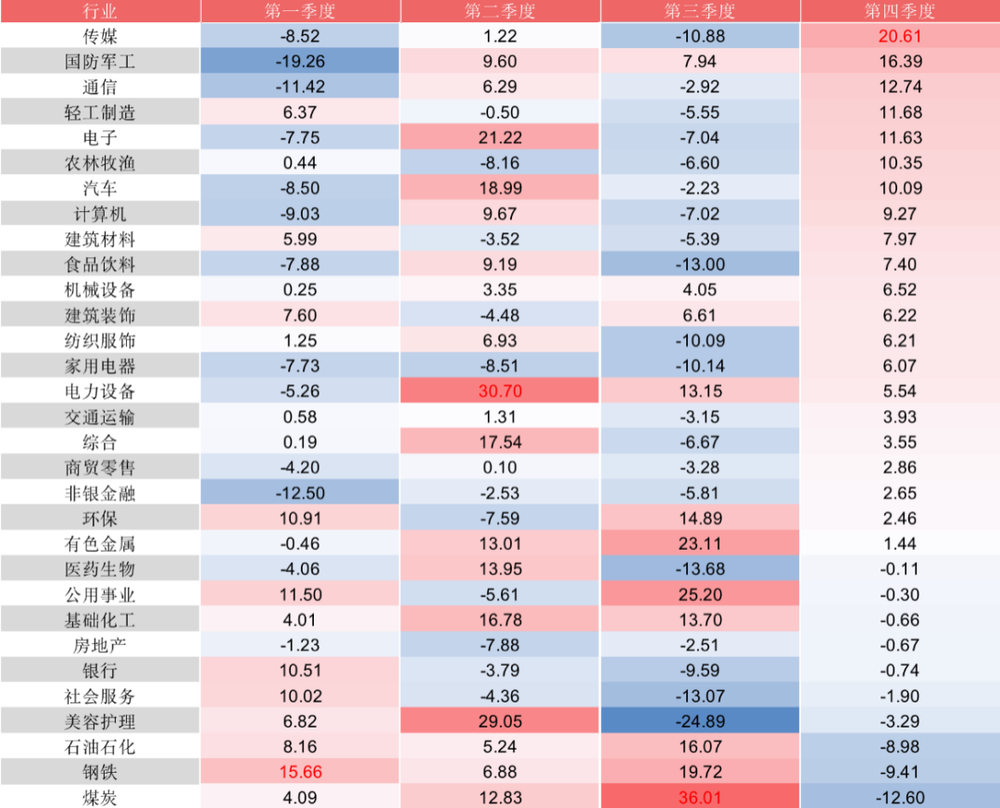 行业 第一季度 第二季度 第三季度 第四季度
传媒 -8.52 1.22 -10.88 20.61
国防军工 -19.26 9.60 7.94 16.39
通信 -11.42 6.29 -2.92 12.74
轻工制造 6.37 -0.50 -5.55 11.68
电子 -7.75 21.22 -7.04 11.63
农林牧渔 0.44 -8.16 -6.60 10.35
汽车 -8.50 18.99 -2.23 10.09
计算机 -9.03 9.67 -7.02 9.27
建筑材料 5.99 -3.52 -5.39 7.97
食品饮料 -7.88 9.19 -13.00 7.40
机械设备 0.25 3.35 4.05 6.52
建筑装饰 7.60 -4.48 6.61 6.22
纺织服饰 1.25 6.93 -10.09 6.21
家用电器 -7.73 -8.51 -10.14 6.07
电力设备 -5.26 30.70 13.15 5.54
交通运输 0.58 1.31 -3.15 3.93
综合 0.19 17.54 -6.67 3.55
商贸零售 -4.20 0.10 -3.28 2.86
非银金融 -12.50 -2.53 -5.81 2.65
环保 10.91 -7.59 14.89 2.46
有色金属 -0.46 13.01 23.11 1.44
医药生物 -4.06 13.95 -13.68 -0.11
公用事业 11.50 -5.61 25.20 -0.30
基础化工 4.01 16.78 13.70 -0.66
房地产 -1.23 -7.88 -2.51 -0.67
银行 10.51 -3.79 -9.59 -0.74
社会服务 10.02 -4.36 -13.07 -1.90
美容护理 6.82 29.05 -24.89 -3.29
石油石化 8.16 5.24 16.07 -8.98
钢铁 15.66 6.88 19.72 -9.41
煤炭 4.09 12.83 36.01 -12.60